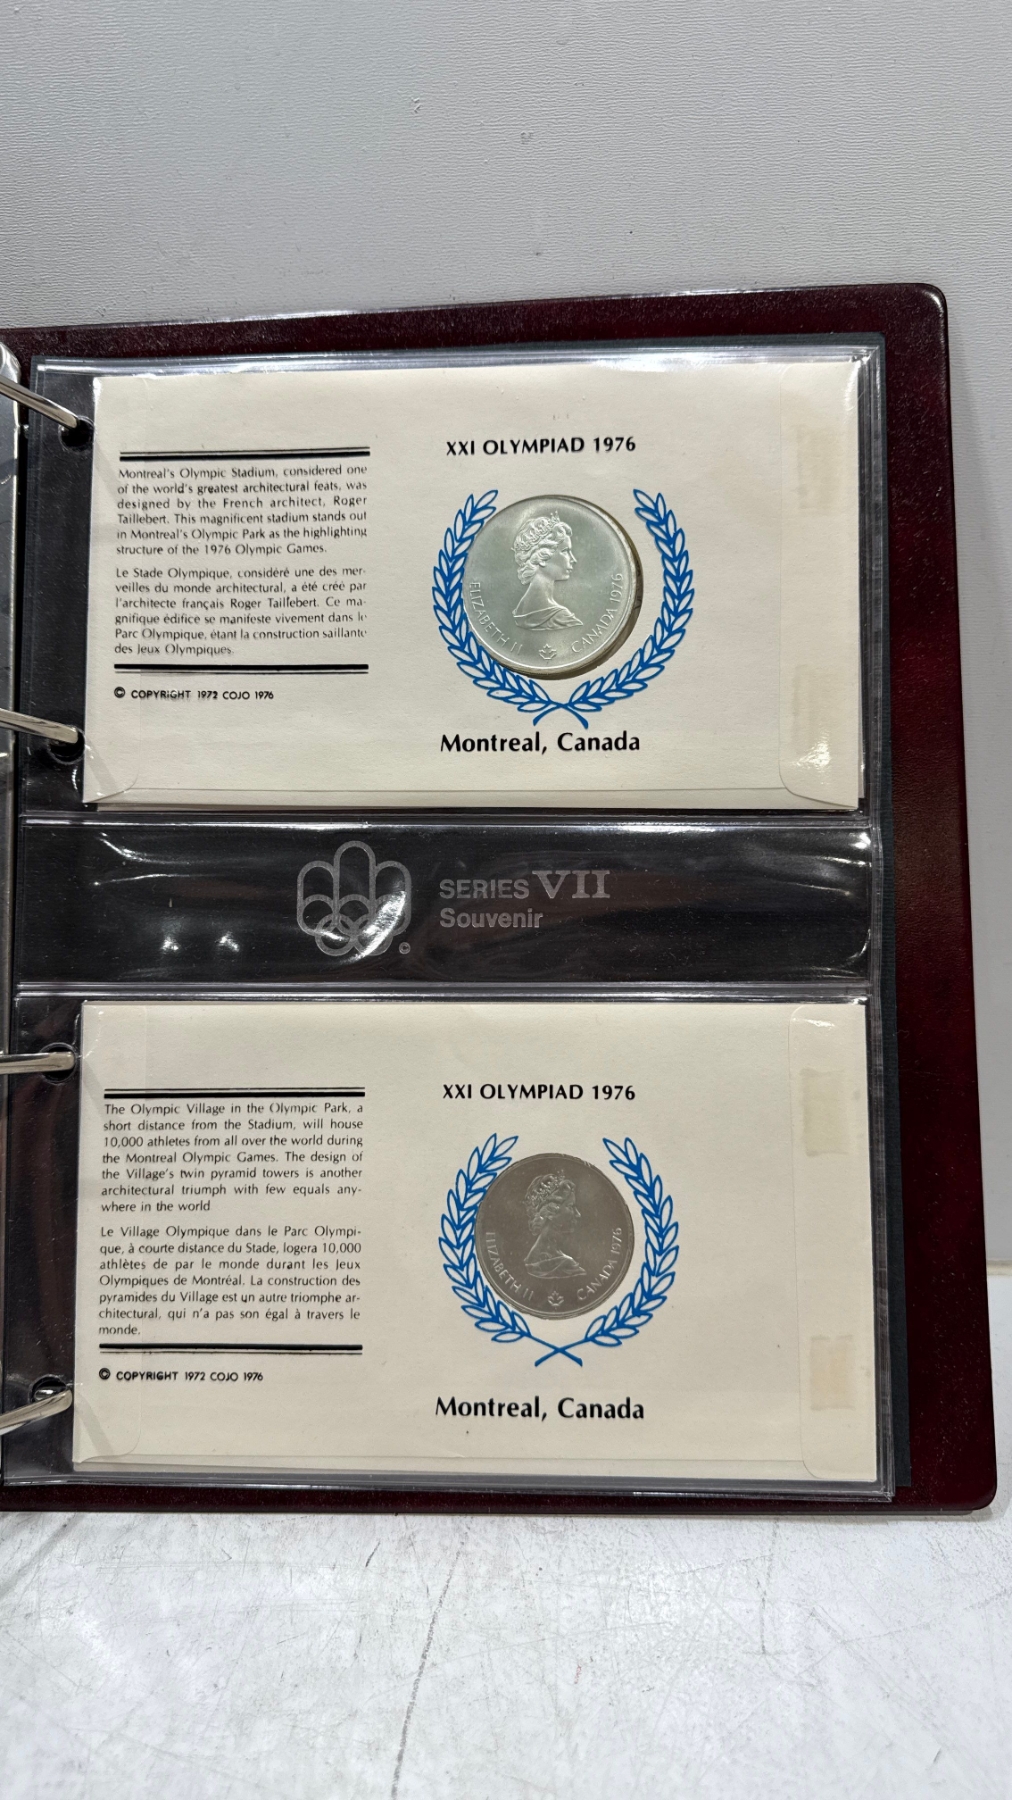 Montreal's Olympic Stadium, considered one
of the world's greatest architectural feats, was
designed by the French architect, Roger
Taillebert. This magnificent stadium stands out
in Montreal's Olympic Park as the highlighting
structure of the 1976 Olympic Games.
Le Stade Olympique, considéré une des mer-
veilles du monde architectural, a été créé par
l'architecte français Roger Taillebert. Ce ma-
gnifique édifice se manifeste vivement dans le
Parc Olympique, étant la construction saillante
des Jeux Olympiques.
© COPYRIGHT 1972 COJO 1976
XXI OLYMPIAD 1976
ELIZABETH II CANADA 1976
Montreal, Canada
SERIES VII
Souvenir
©
The Olympic Village in the Olympic Park, a
short distance from the Stadium, will house
10,000 athletes from all over the world during
the Montreal Olympic Games. The design of
the Village's twin pyramid towers is another
architectural triumph with few equals any-
where in the world
Le Village Olympique dans le Parc Olympi-
que, à courte distance du Stade, logera 10,000
athlètes de par le monde durant les Jeux
Olympiques de Montréal. La construction des
pyramides du Village est un autre triomphe ar-
chitectural, qui n'a pas son égal à travers le
monde.
© COPYRIGHT 1972 COJO 1976
XXI OLYMPIAD 1976
ELIZABETH II CANADA 1976
Montreal, Canada